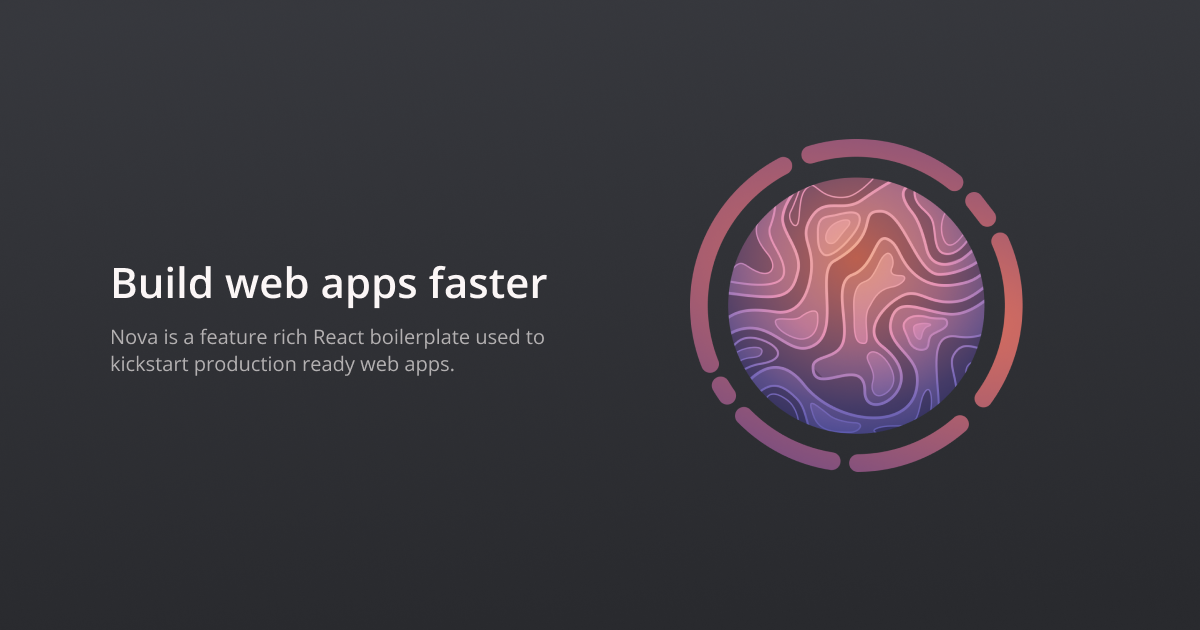 Build web apps faster
Nova is a feature rich React boilerplate used to
kickstart production ready web apps.